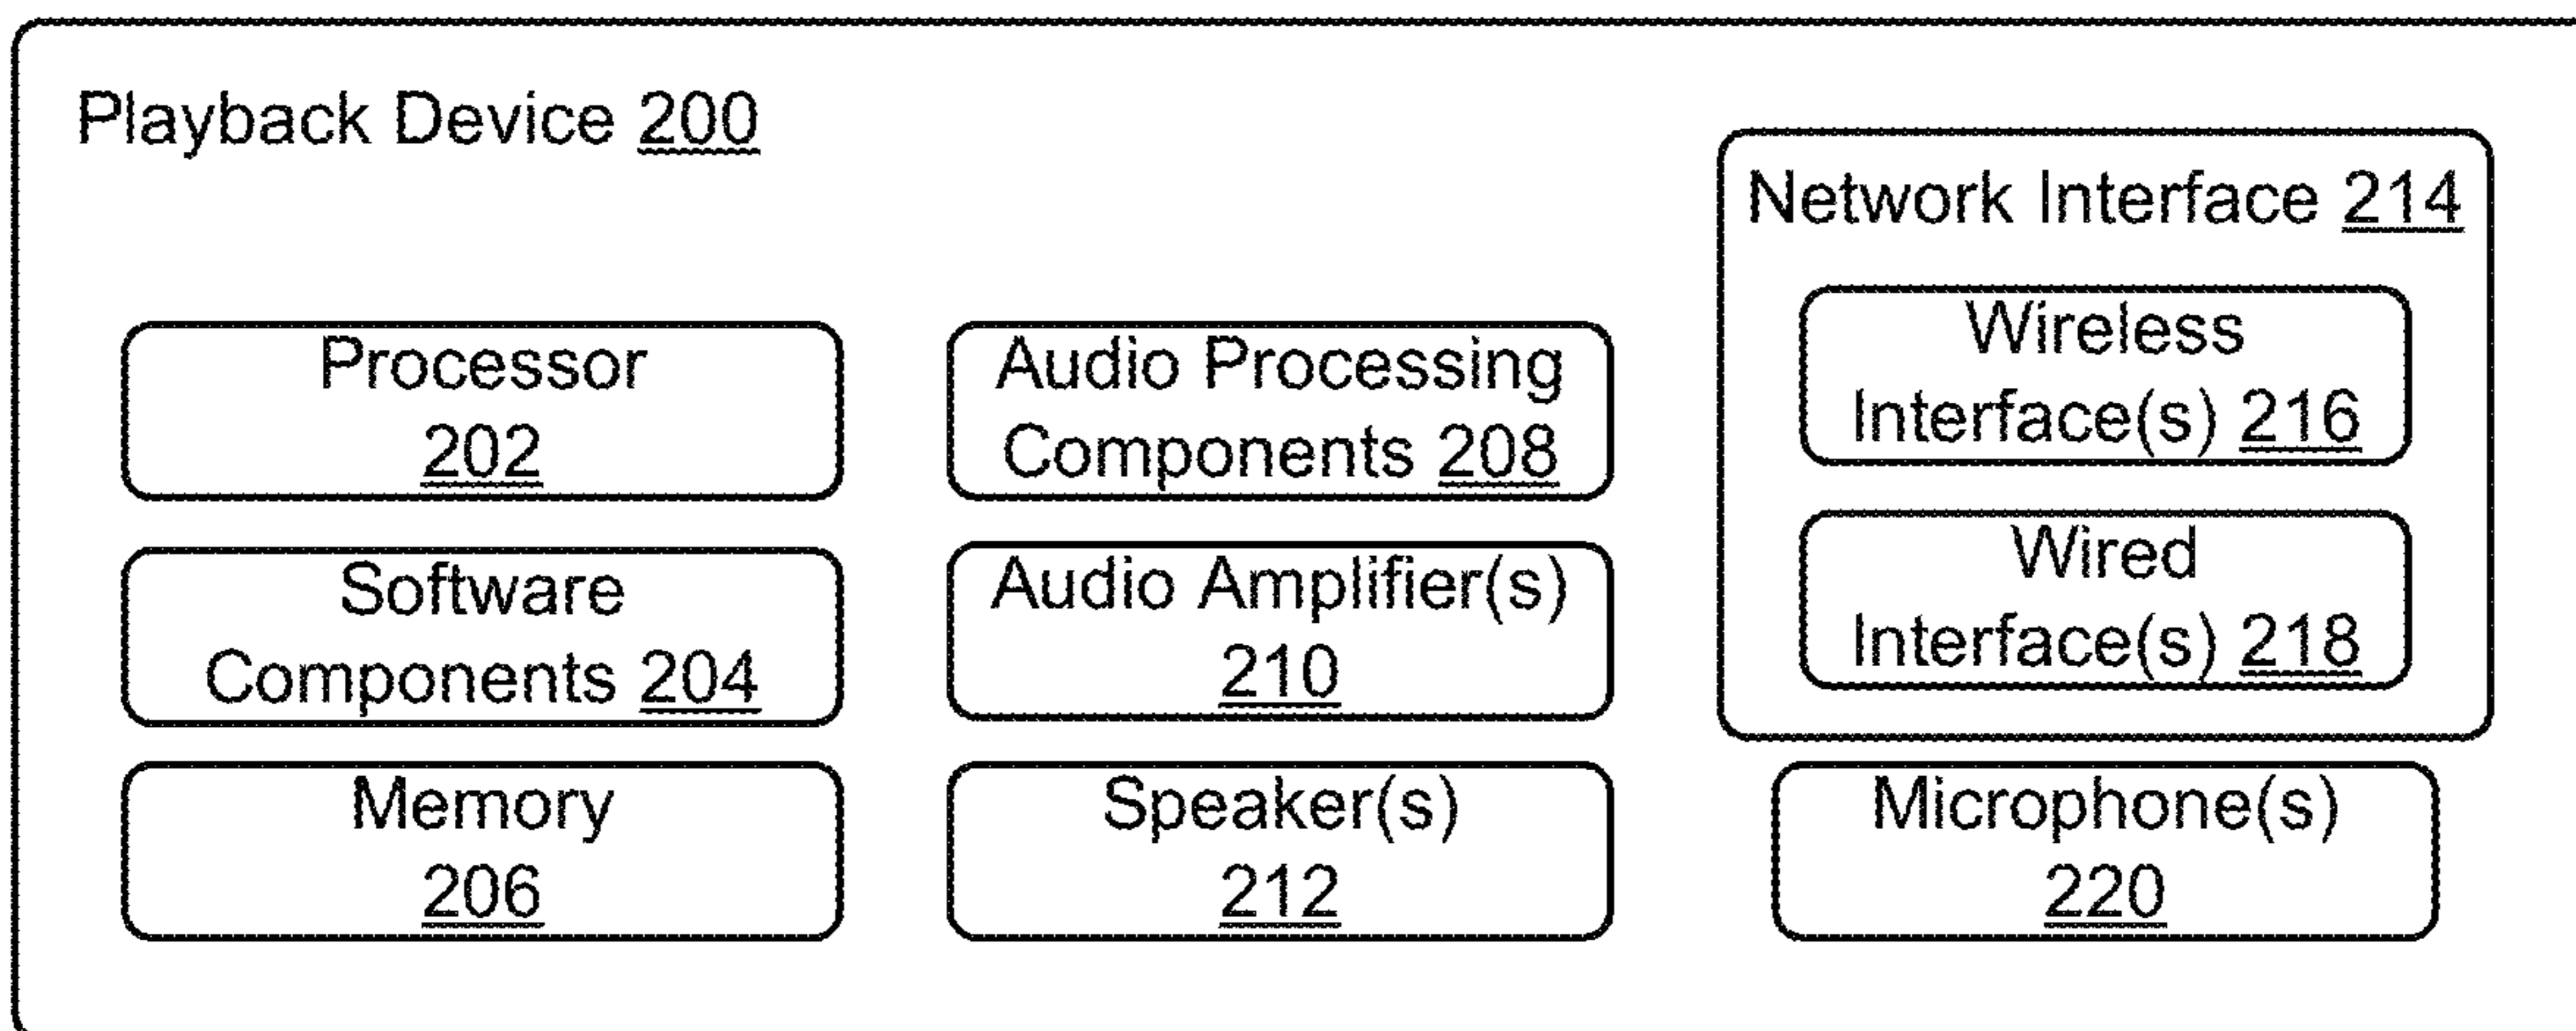 Playback Device 200
Processor
202
Software
Components 204
Memory
206
Audio Processing
Components 208
Audio Amplifier(s)
210
Speaker(s)
212
Network Interface 214
Wireless
Interface(s) 216
Wired
Interface(s) 218
Microphone(s)
220